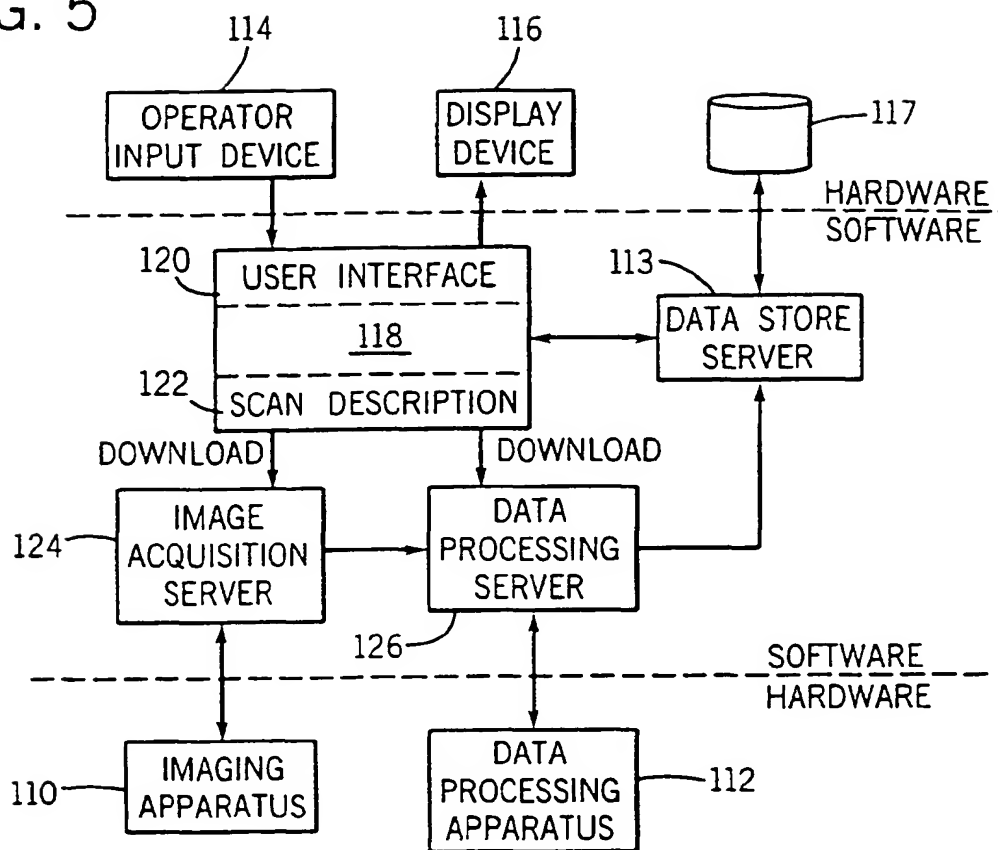 G. 5
114
116
OPERATOR
INPUT DEVICE
DISPLAY
DEVICE
117
HARDWARE
SOFTWARE
120
USER INTERFACE
118
113
DATA STORE
SERVER
122
SCAN DESCRIPTION
DOWNLOAD
DOWNLOAD
124
IMAGE
ACQUISITION
SERVER
DATA
PROCESSING
SERVER
126
SOFTWARE
HARDWARE
110
IMAGING
APPARATUS
DATA
PROCESSING
APPARATUS
112